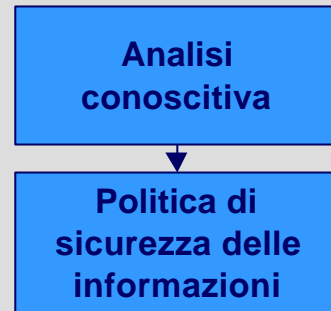 Analisi
conoscitiva
Politica di
sicurezza delle
informazioni